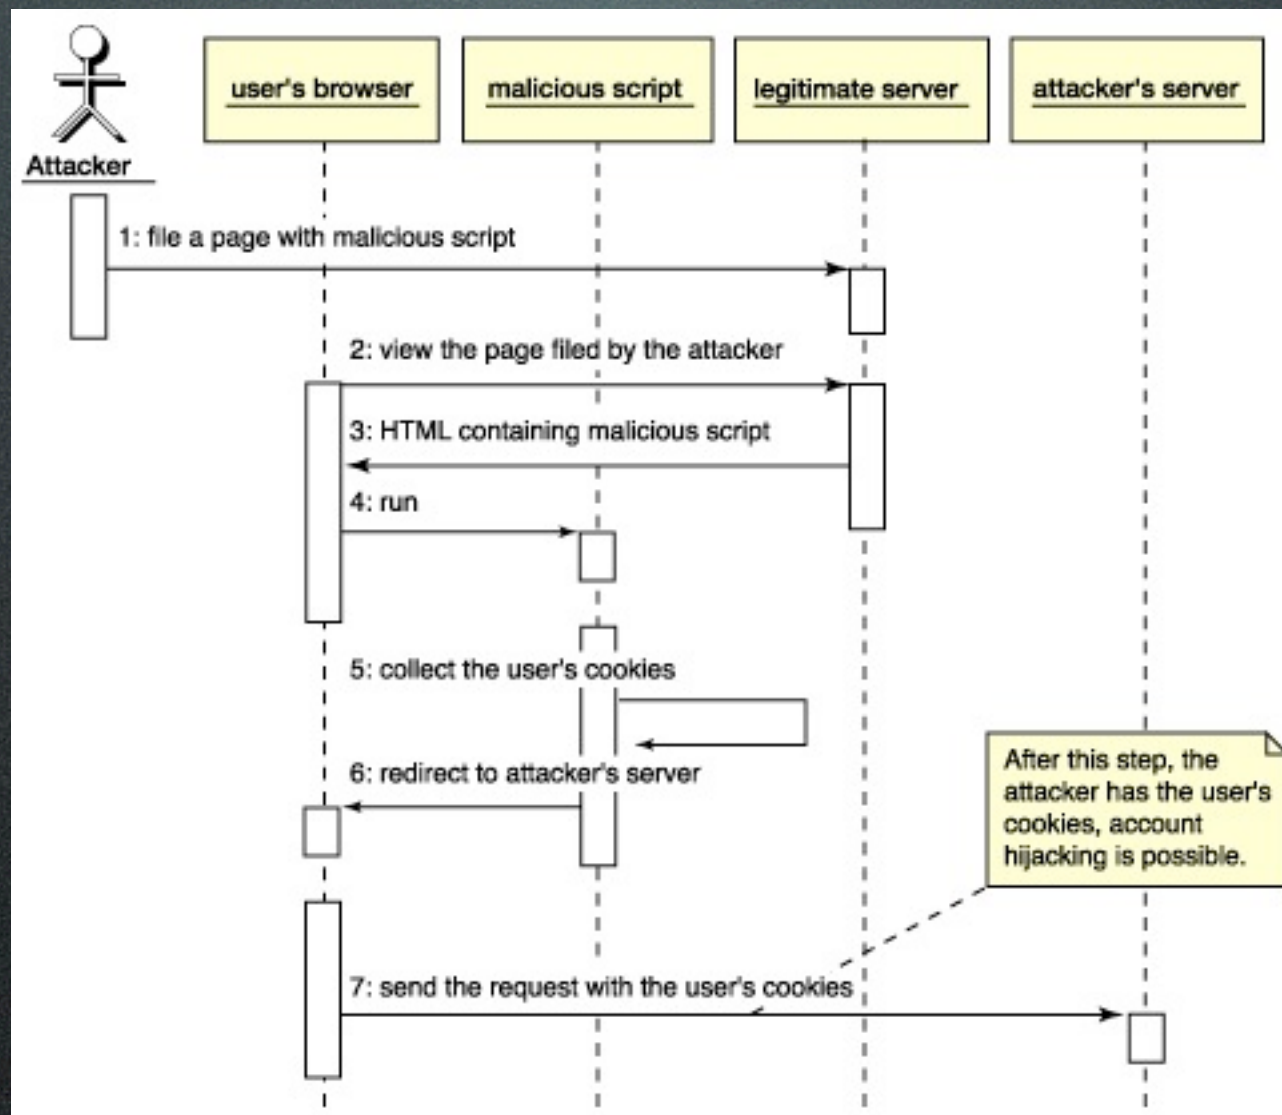 user's browser
malicious script
legitimate server
attacker's server
Attacker
1: file a page with malicious script
2: view the page filed by the attacker
3: HTML containing malicious script
4: run
5: collect the user's cookies
6: redirect to attacker's server
After this step, the
attacker has the user's
cookies, account
hijacking is possible.
7: send the request with the user's cookies